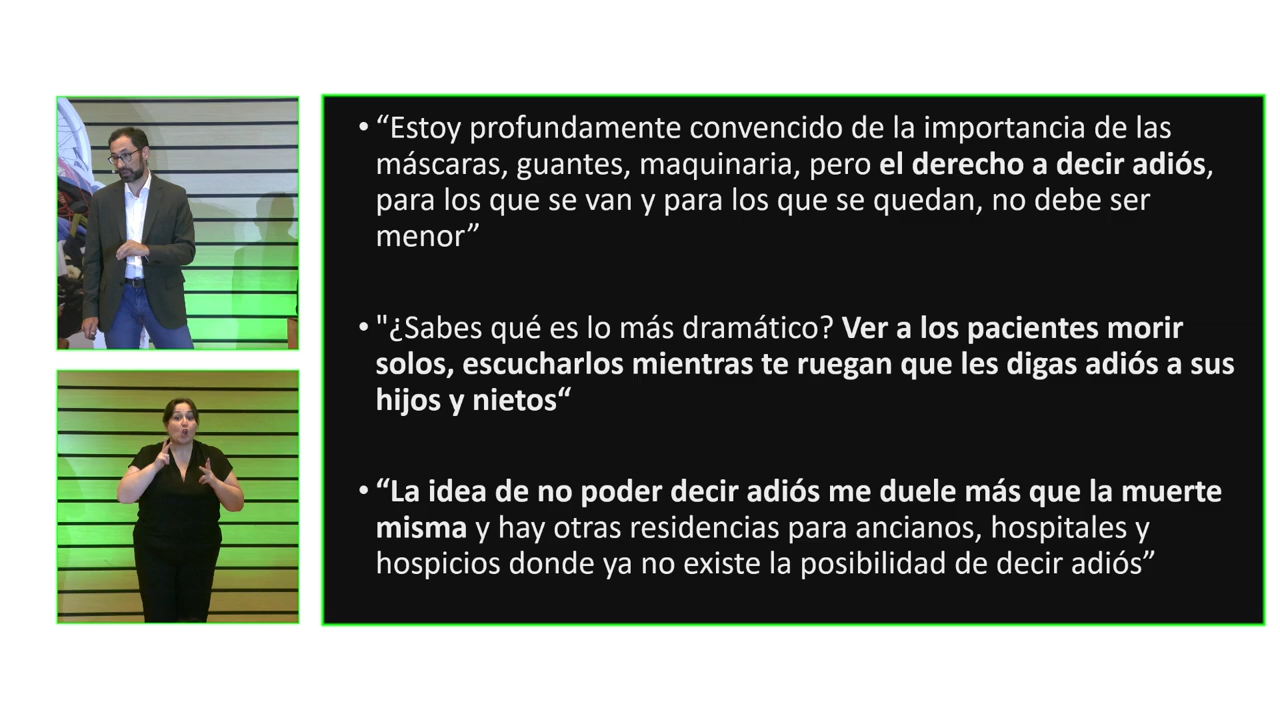 • “Estoy profundamente convencido de la importancia de las
máscaras, guantes, maquinaria, pero el derecho a decir adiós,
para los que se van y para los que se quedan, no debe ser
menor”
• "¿Sabes qué es lo más dramático? Ver a los pacientes morir
solos, escucharlos mientras te ruegan que les digas adiós a sus
hijos y nietos“
• “La idea de no poder decir adiós me duele más que la muerte
misma y hay otras residencias para ancianos, hospitales y
hospicios donde ya no existe la posibilidad de decir adiós”